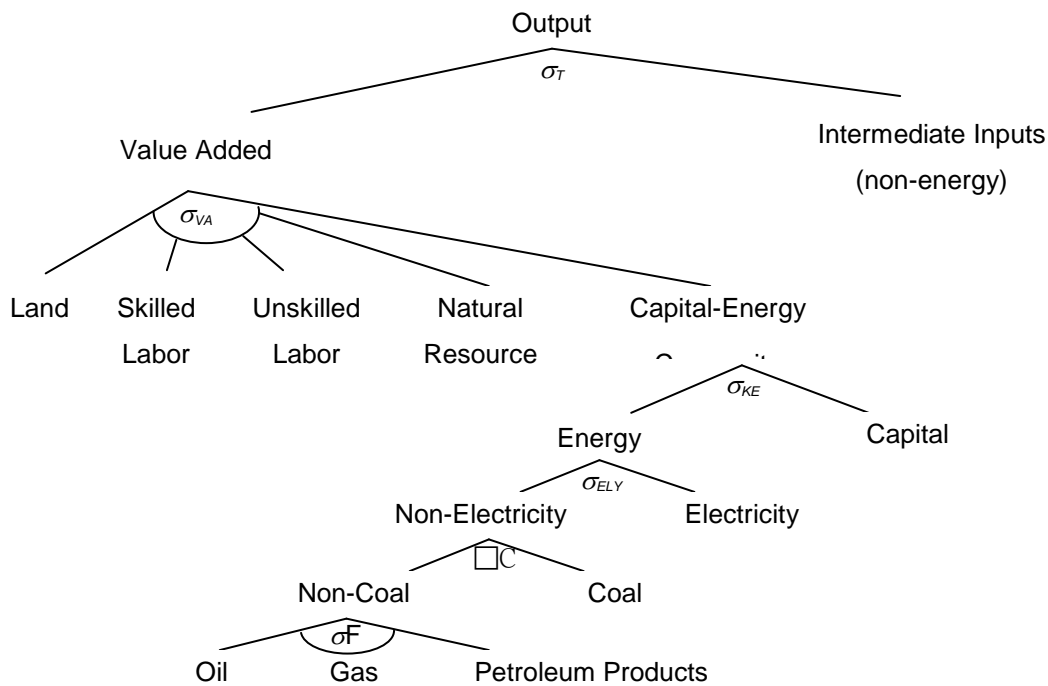 Output
σT
Value Added
Intermediate Inputs
(non-energy)
σVA
Land
Skilled
Labor
Unskilled
Labor
Natural
Resource
Capital-Energy
σKE
Energy
Capital
σELY
Non-Electricity
Electricity
□C
Non-Coal
Coal
σF
Oil
Gas
Petroleum Products